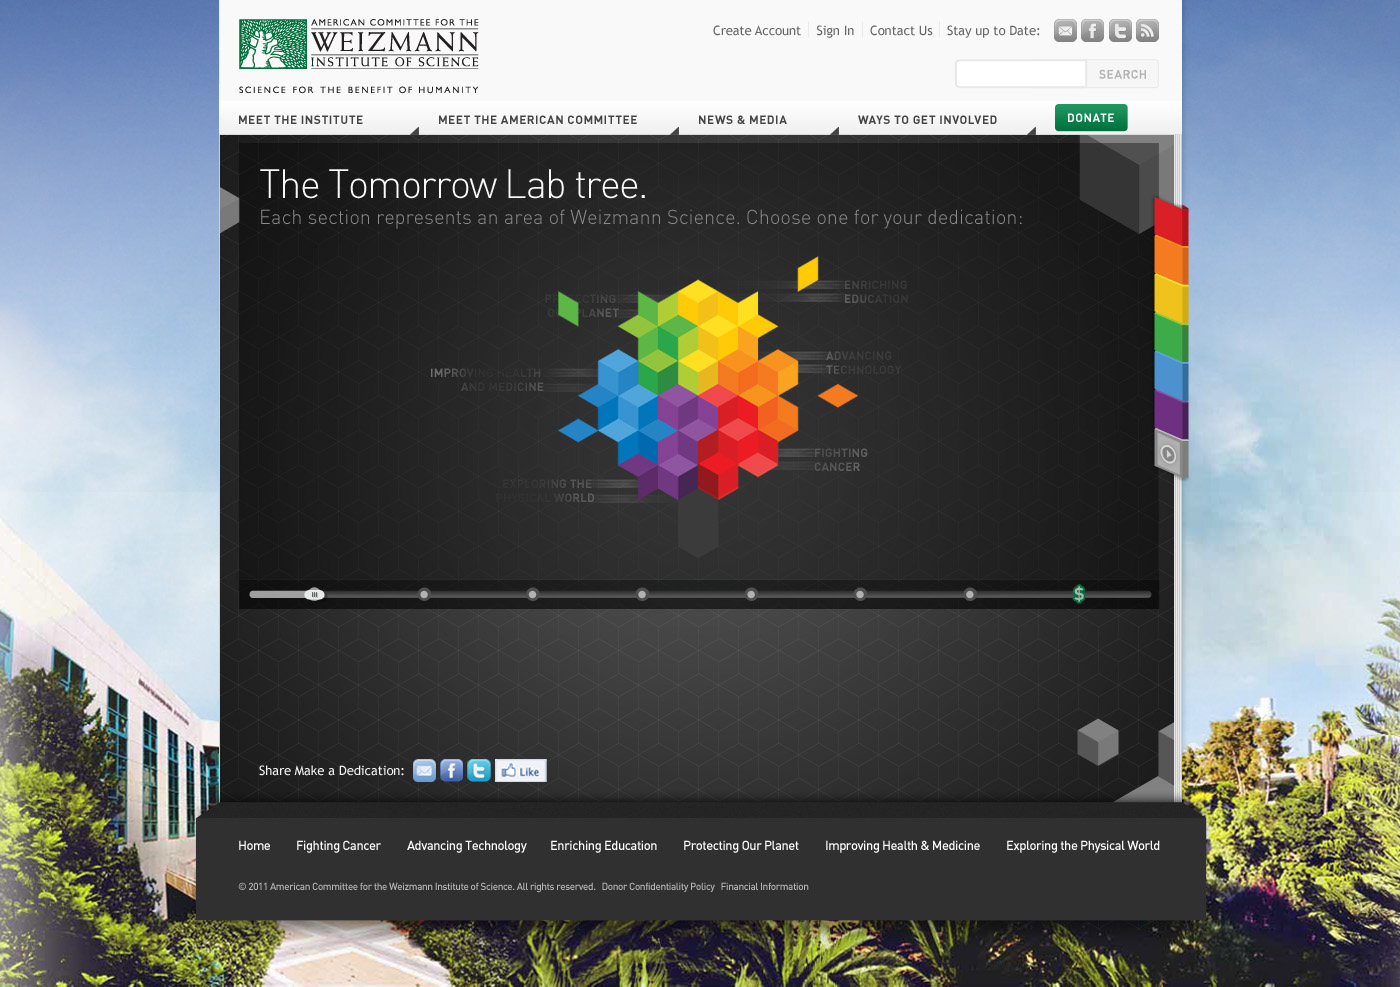 AMERICAN COMMITTEE FOR THE
WEIZMANN
INSTITUTE OF SCIENCE
SCIENCE FOR THE BENEFIT OF HUMANITY
Create Account Sign In Contact Us Stay up to Date:
SEARCH
MEET THE INSTITUTE MEET THE AMERICAN COMMITTEE NEWS & MEDIA WAYS TO GET INVOLVED DONATE
The Tomorrow Lab tree.
Each section represents an area of Weizmann Science. Choose one for your dedication:
ENRICHING
EDUCATION
PLANET
ADVANCING
TECHNOLOGY
IMPROVING HEALTH
AND MEDICINE
FIGHTING
CANCER
EXPLORING THE
PHYSICAL WORLD
$
Share Make a Dedication: Like
Home Fighting Cancer Advancing Technology Enriching Education Protecting Our Planet Improving Health & Medicine Exploring the Physical World
© 2011 American Committee for the Weizmann Institute of Science. All rights reserved. Donor Confidentiality Policy Financial Information